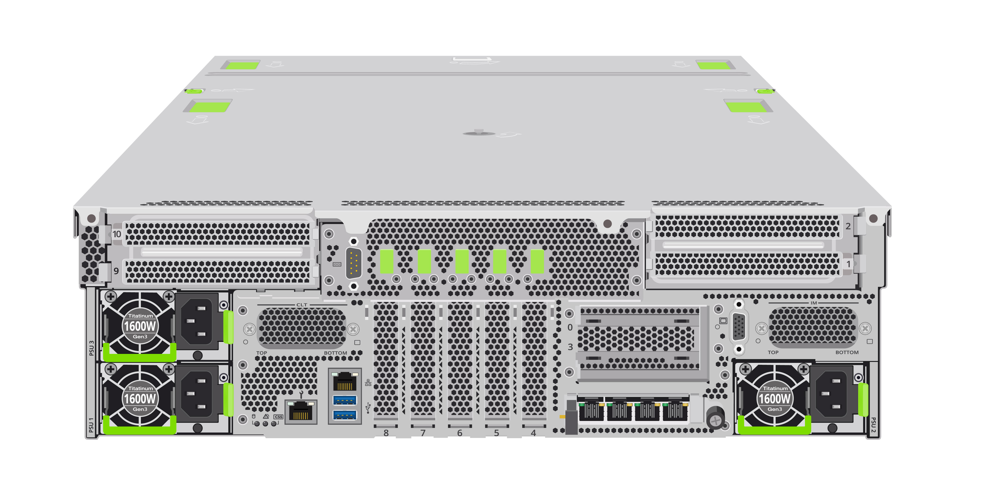 10
2
9
1
CLT
IM
Titatinum
1600W
Gen3
0
3
PSU 3
TOP
BOTTOM
TOP
BOTTOM
Titatinum
1600W
Gen3
Titatinum
1600W
Gen3
CSS
PSU 1
PSU 2
8
7
6
5
4